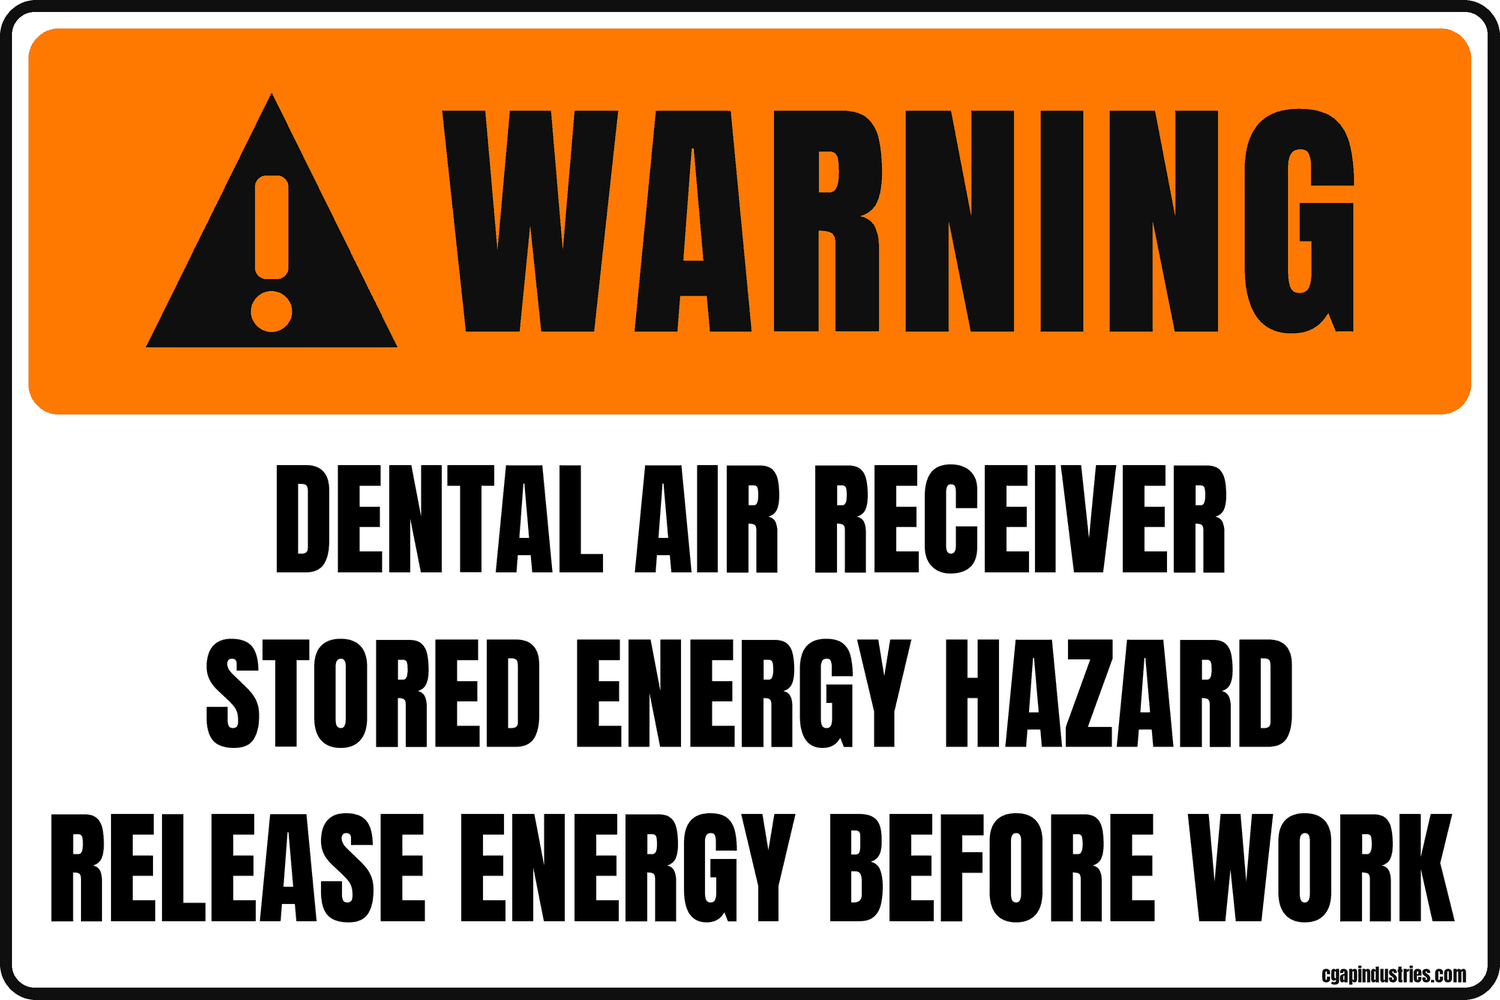 WARNING
DENTAL AIR RECEIVER
STORED ENERGY HAZARD
RELEASE ENERGY BEFORE WORK
cgapindustries.com